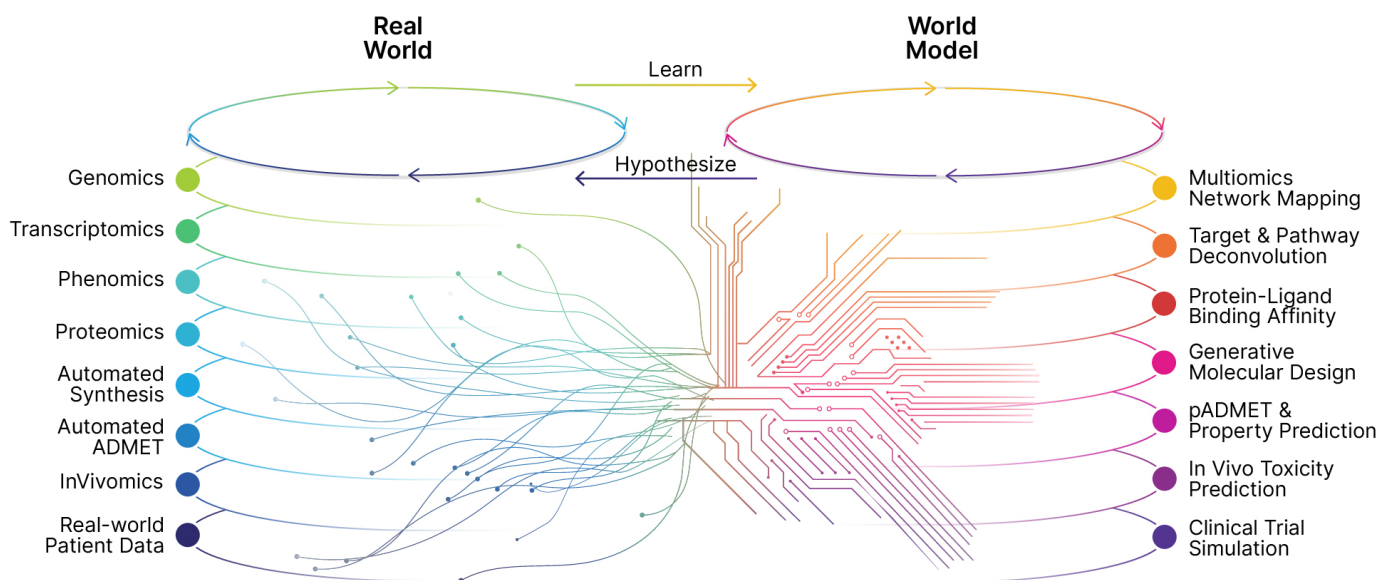 Real
World
World
Model
Learn
Hypothesize
Genomics
Transcriptomics
Phenomics
Proteomics
Automated
Synthesis
Automated
ADMET
InVivomics
Real-world
Patient Data
Multiomics
Network Mapping
Target & Pathway
Deconvolution
Protein-Ligand
Binding Affinity
Generative
Molecular Design
pADMET &
Property Prediction
In Vivo Toxicity
Prediction
Clinical Trial
Simulation